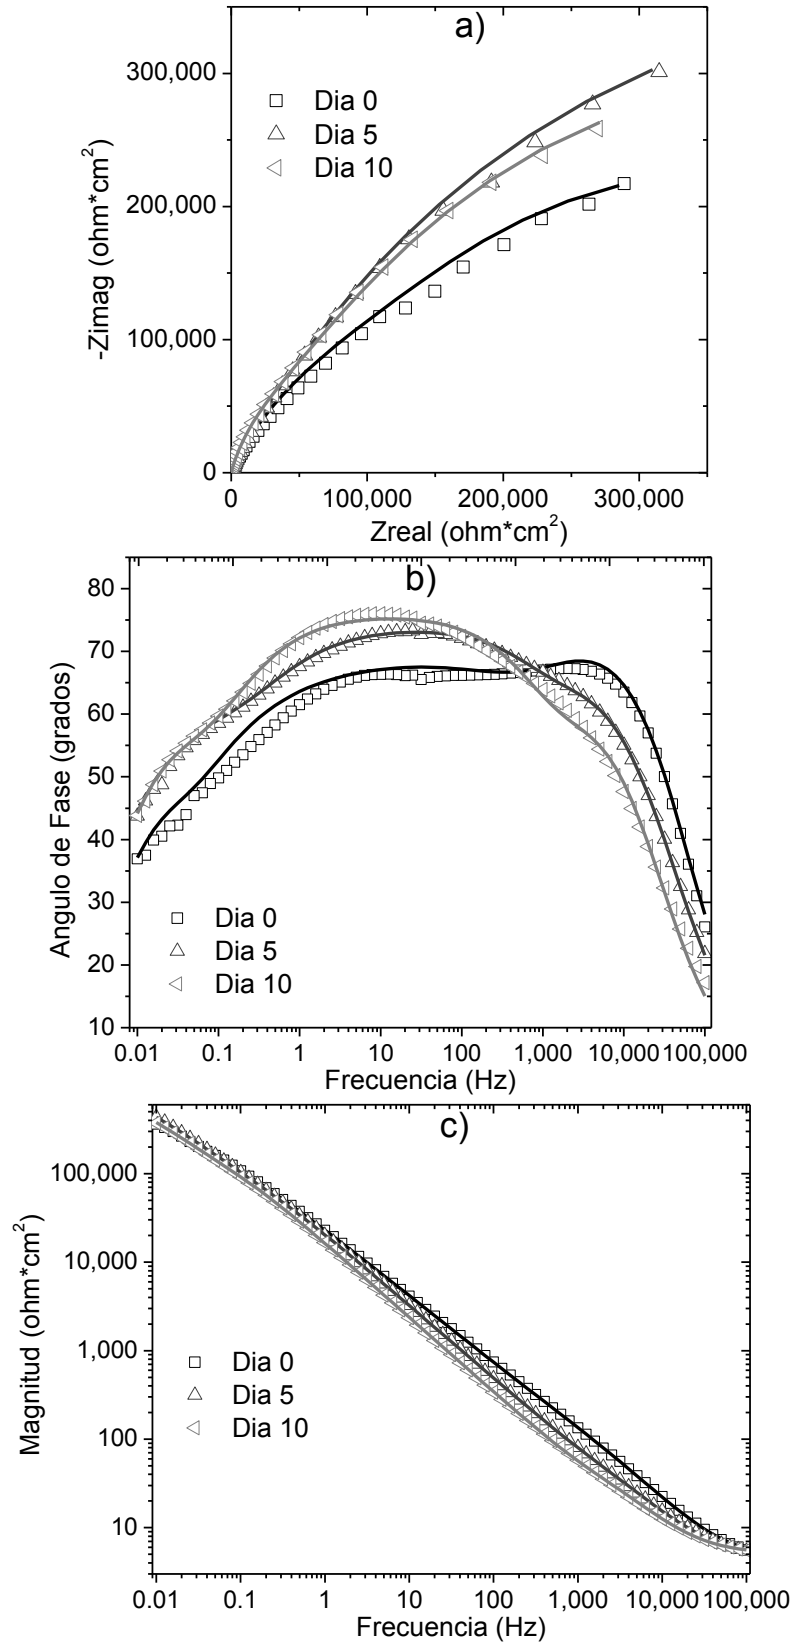 a)
300,000
200,000
100,000
0
-Zimag (ohm*cm²)
Dia 0
Dia 5
Dia 10
0 100,000 200,000 300,000
Zreal (ohm*cm²)
b)
80
70
60
50
40
30
20
10
Angulo de Fase (grados)
Dia 0
Dia 5
Dia 10
0.01 0.1 1 10 100 1,000 10,000 100,000
Frecuencia (Hz)
c)
100,000
10,000
1,000
100
10
Magnitud (ohm*cm²)
Dia 0
Dia 5
Dia 10
0.01 0.1 1 10 100 1,000 10,000 100,000
Frecuencia (Hz)